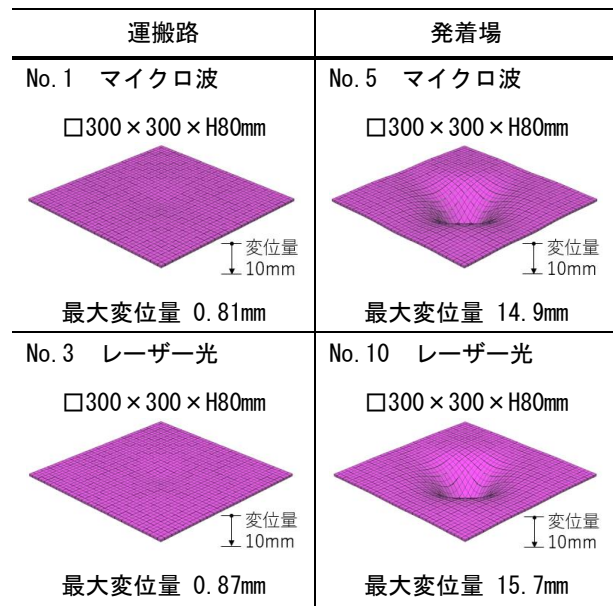 運搬路
発着場
No.1 マイクロ波
□300×300×H80mm
変位量
10mm
最大変位量 0.81mm
No.5 マイクロ波
□300×300×H80mm
変位量
10mm
最大変位量 14.9mm
No.3 レーザー光
□300×300×H80mm
変位量
10mm
最大変位量 0.87mm
No.10 レーザー光
□300×300×H80mm
変位量
10mm
最大変位量 15.7mm